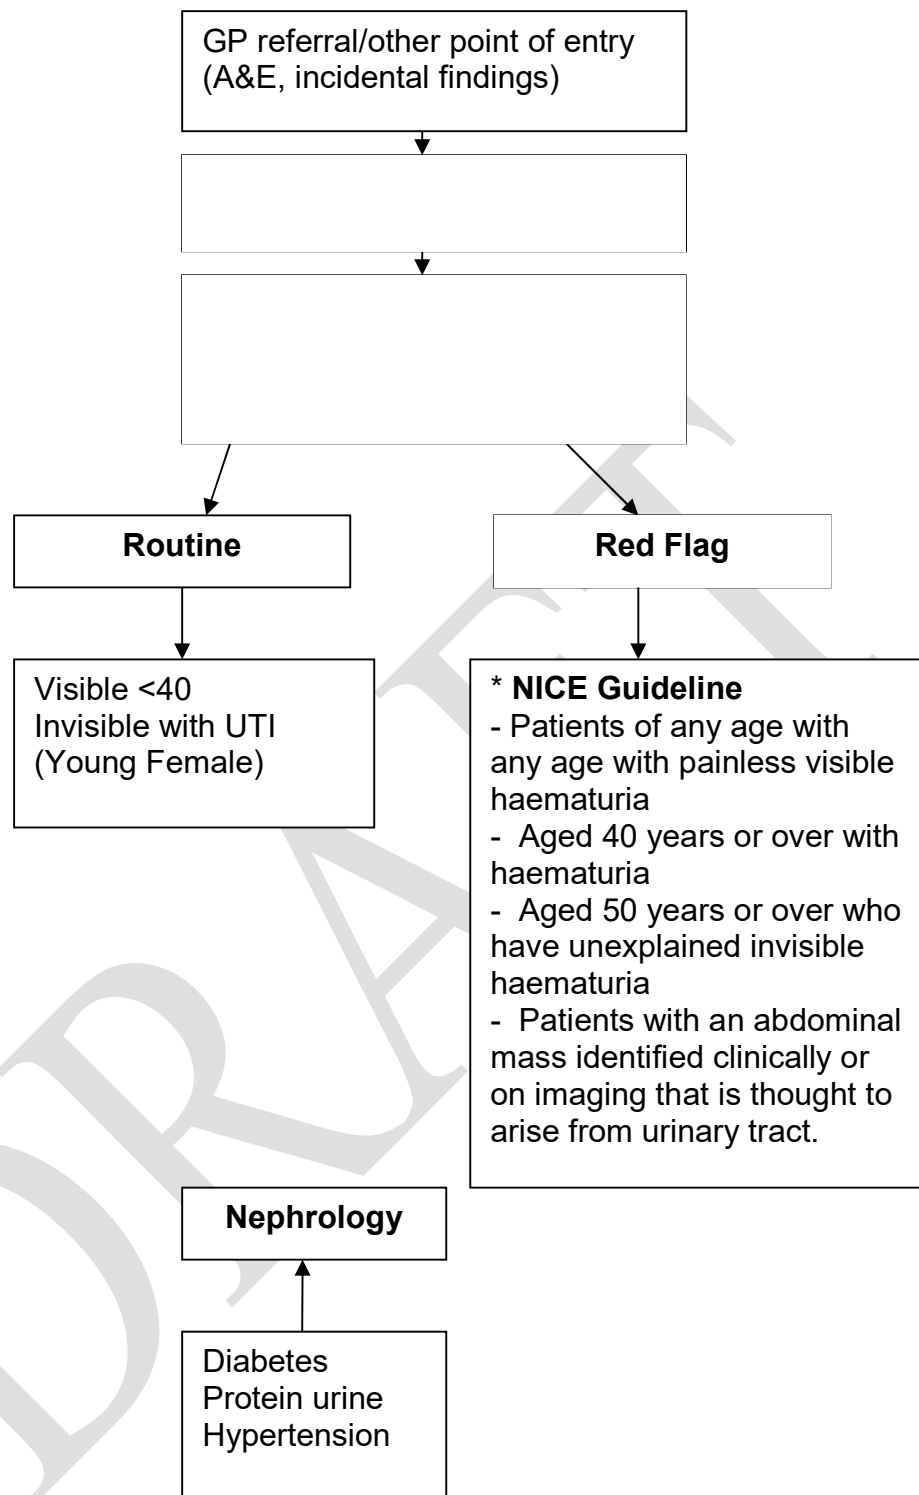 GP referral/other point of entry
(A&E, incidental findings)
Routine
Red Flag
Visible <40
Invisible with UTI
(Young Female)
* NICE Guideline
- Patients of any age with
any age with painless visible
haematuria
- Aged 40 years or over with
haematuria
- Aged 50 years or over who
have unexplained invisible
haematuria
- Patients with an abdominal
mass identified clinically or
on imaging that is thought to
arise from urinary tract.
Nephrology
Diabetes
Protein urine
Hypertension
DRAFT